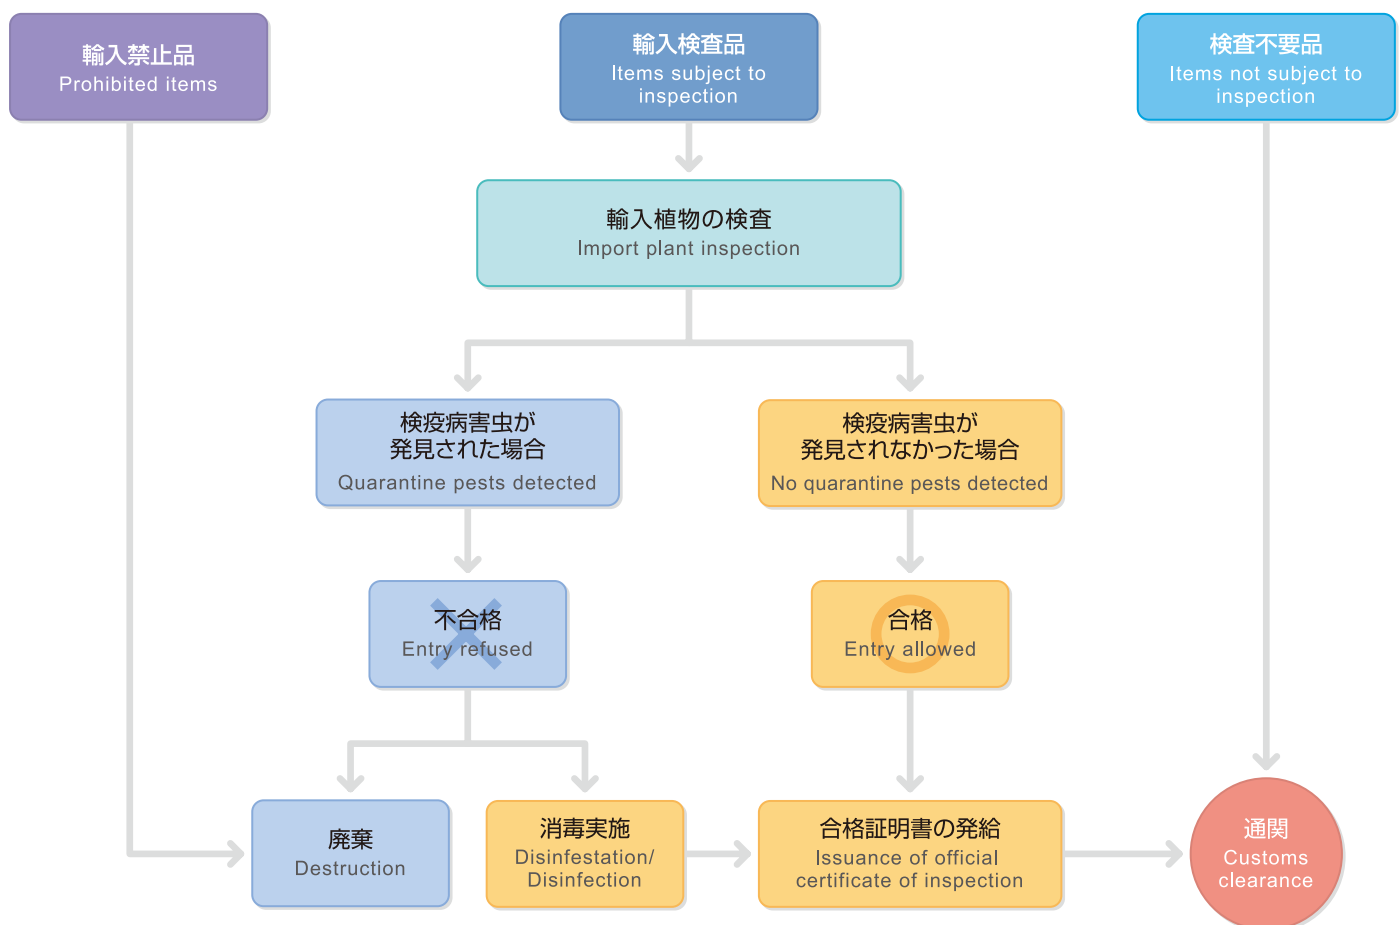 輸入禁止品
Prohibited items
輸入検査品
Items subject to
inspection
検査不要品
Items not subject to
inspection
輸入植物の検査
Import plant inspection
検疫病害虫が
発見された場合
Quarantine pests detected
検疫病害虫が
発見されなかった場合
No quarantine pests detected
不合格
Entry refused
合格
Entry allowed
廃棄
Destruction
消毒実施
Disinfestation/
Disinfection
合格証明書の発給
Issuance of official
certificate of inspection
通関
Customs
clearance